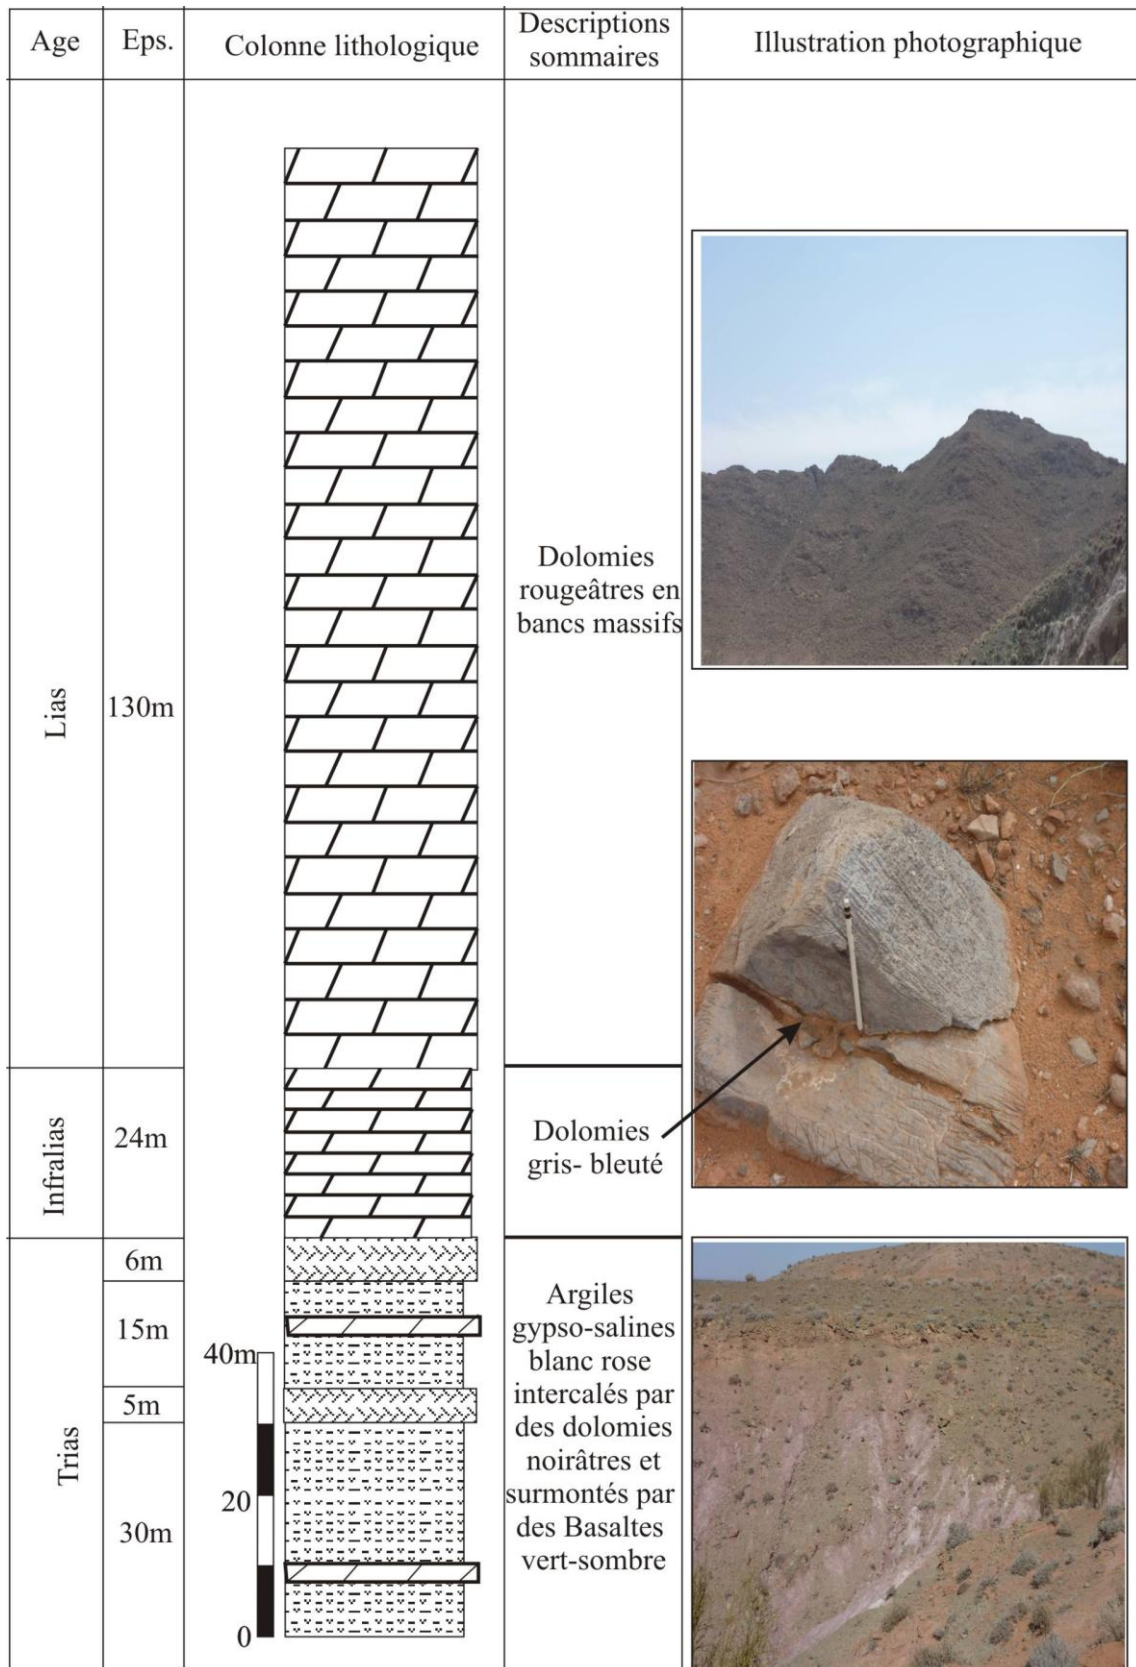 Age
Eps.
Colonne lithologique
Descriptions
sommaires
Illustration photographique
Lias
130m
Dolomies
rougeâtres en
bancs massifs
Infralias
24m
Dolomies
gris- bleuté
Trias
6m
15m
5m
30m
40m
20
0
Argiles
gypso-salines
blanc rose
intercalés par
des dolomies
noirâtres et
surmontés par
des Basaltes
vert-sombre